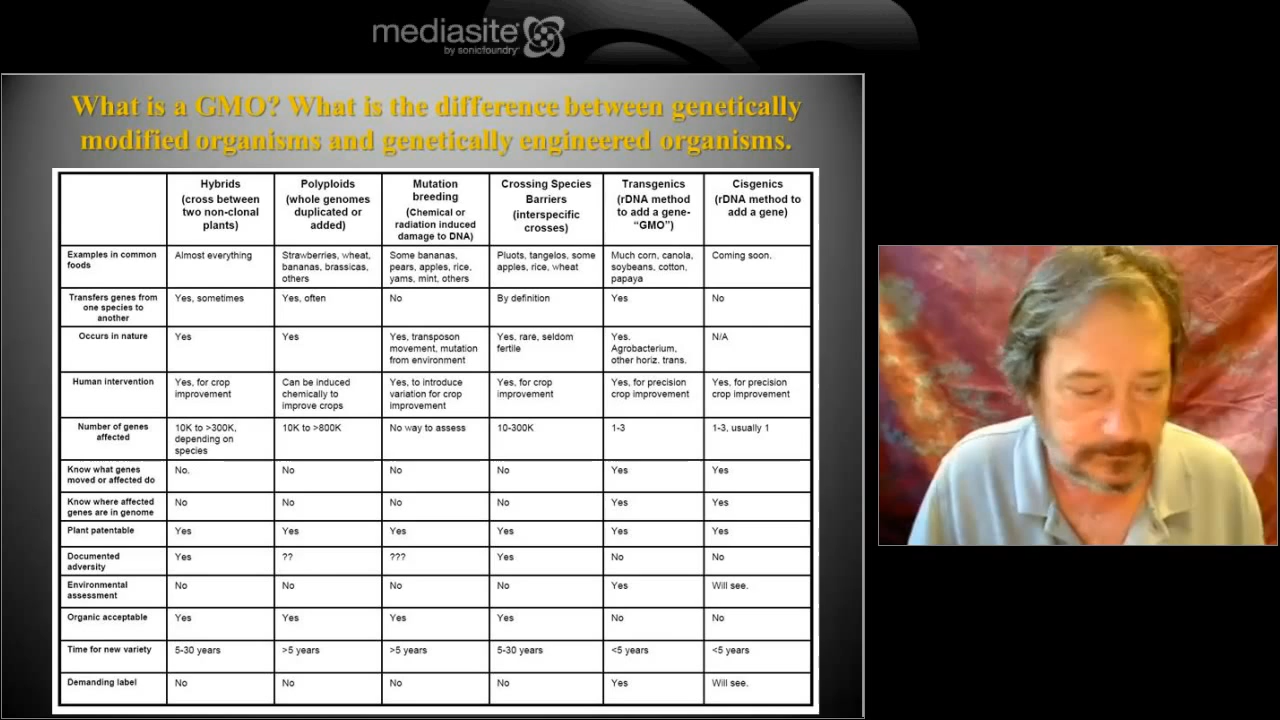 mediasite
by sonicfoundry
What is a GMO? What is the difference between genetically
modified organisms and genetically engineered organisms.
Hybrids
(cross between
two non-clonal
plants)
Polyploids
(whole genomes
duplicated or
added)
Mutation
breeding
(Chemical or
radiation induced
damage to DNA)
Crossing Species
Barriers
(interspecific
crosses)
Transgenics
(rDNA method
to add a gene-
“GMO”)
Cisgenics
(rDNA method to
add a gene)
Examples in common
foods
Almost everything
Strawberries, wheat,
bananas, brassicas,
others
Some bananas,
pears, apples, rice,
yams, mint, others
Pluots, tangelos, some
apples, rice, wheat
Much corn, canola,
soybeans, cotton,
papaya
Coming soon.
Transfers genes from
one species to
another
Yes, sometimes
Yes, often
No
By definition
Yes
No
Occurs in nature
Yes
Yes
Yes, transposon
movement, mutation
from environment
Yes, rare, seldom
fertile
Yes.
Agrobacterium,
other horiz. trans.
N/A
Human intervention
Yes, for crop
improvement
Can be induced
chemically to
improve crops
Yes, to introduce
variation for crop
improvement
Yes, for crop
improvement
Yes, for precision
crop improvement
Yes, for precision
crop improvement
Number of genes
affected
10K to >300K,
depending on
species
10K to >800K
No way to assess
10-300K
1-3
1-3, usually 1
Know what genes
moved or affected do
No.
No
No
No
Yes
Yes
Know where affected
genes are in genome
No
No
No
No
Yes
Yes
Plant patentable
Yes
Yes
Yes
Yes
Yes
Yes
Documented
adversity
Yes
??
???
Yes
No
No
Environmental
assessment
No
No
No
No
Yes
Will see.
Organic acceptable
Yes
Yes
Yes
Yes
No
No
Time for new variety
5-30 years
>5 years
>5 years
5-30 years
<5 years
<5 years
Demanding label
No
No
No
No
Yes
Will see.